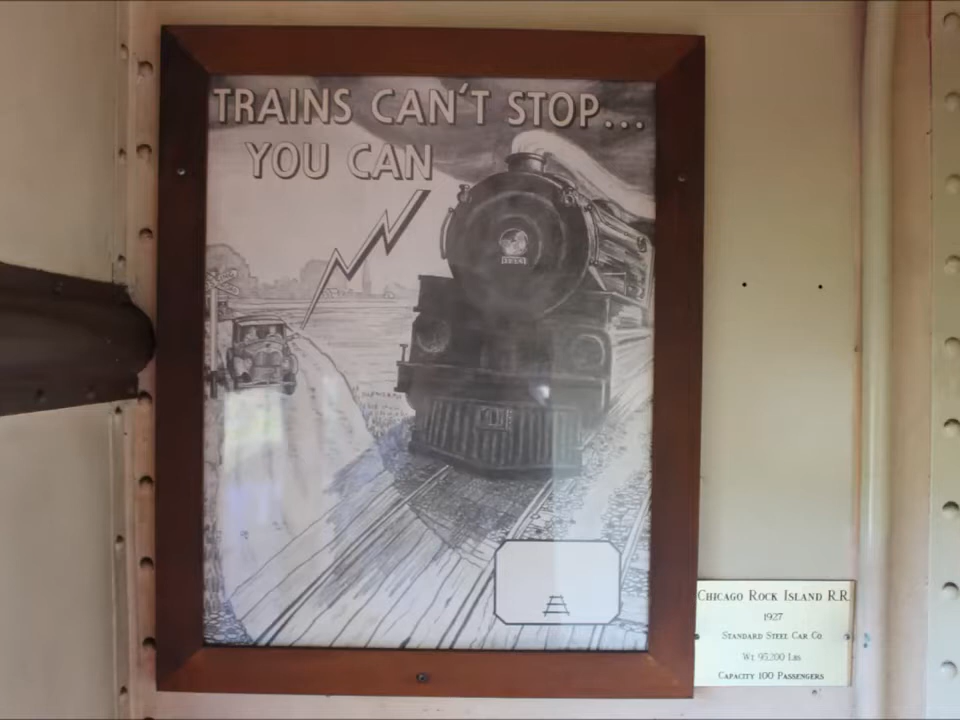 TRAINS CAN'T STOP...
YOU CAN
CHICAGO ROCK ISLAND R.R.
1927
STANDARD STEEL CAR CO
WT. 95,200 LBS
CAPACITY 100 PASSENGERS